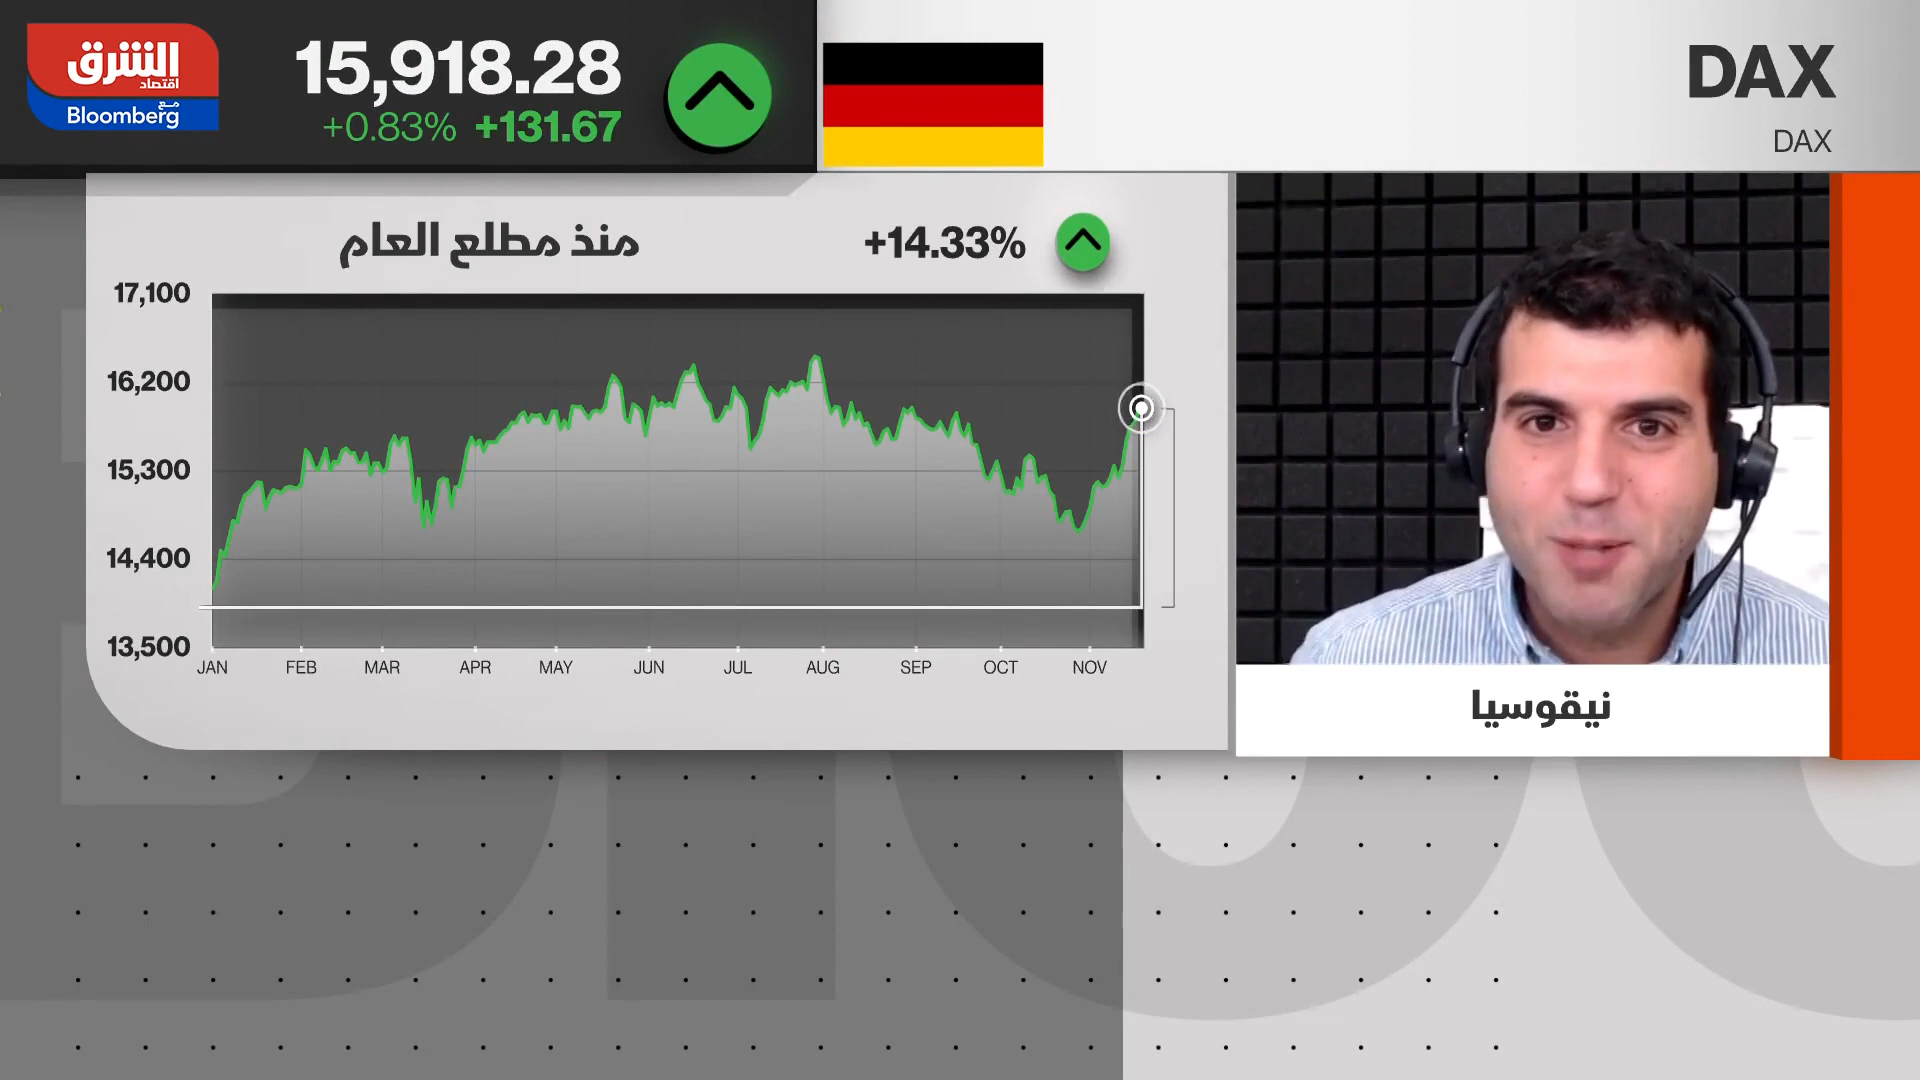 الشرق
اقتصاد
مع
Bloomberg
15,918.28
+0.83% +131.67
DAX
DAX
منذ مطلع العام
+14.33%
17,100
16,200
15,300
14,400
13,500
JAN FEB MAR APR MAY JUN JUL AUG SEP OCT NOV
نيقوسيا